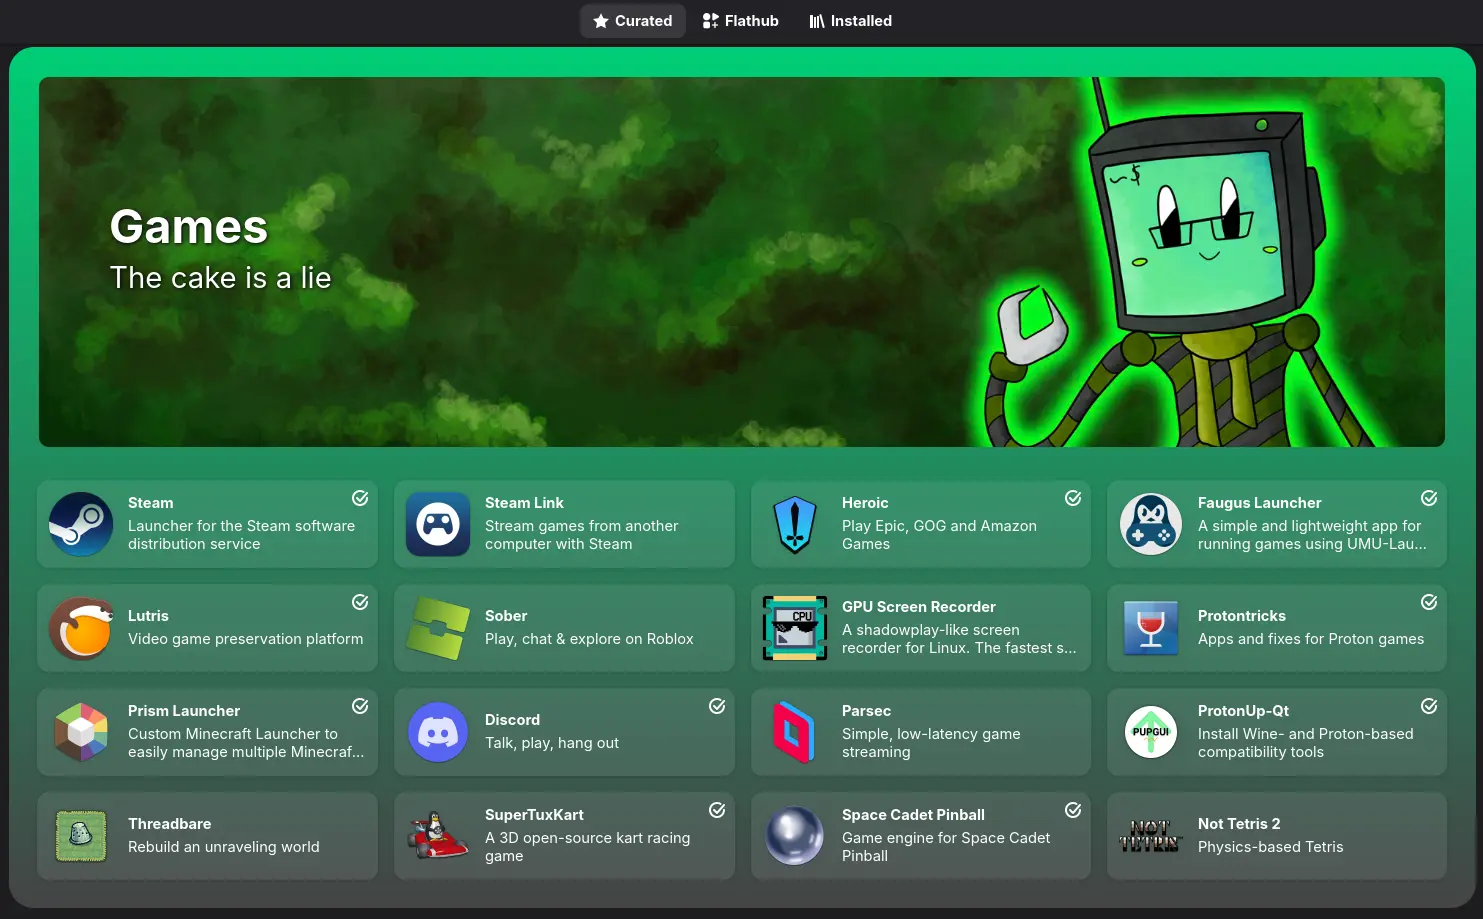 Curated
Flathub
Installed
Games
The cake is a lie
~$
Steam
Launcher for the Steam software
distribution service
Steam Link
Stream games from another
computer with Steam
Heroic
Play Epic, GOG and Amazon
Games
Faugus Launcher
A simple and lightweight app for
running games using UMU-Lau...
Lutris
Video game preservation platform
Sober
Play, chat & explore on Roblox
CPU
GPU Screen Recorder
A shadowplay-like screen
recorder for Linux. The fastest s...
Protontricks
Apps and fixes for Proton games
Prism Launcher
Custom Minecraft Launcher to
easily manage multiple Minecraf...
Discord
Talk, play, hang out
Parsec
Simple, low-latency game
streaming
PUPGUI
ProtonUp-Qt
Install Wine- and Proton-based
compatibility tools
Threadbare
Rebuild an unraveling world
SuperTuxKart
A 3D open-source kart racing
game
Space Cadet Pinball
Game engine for Space Cadet
Pinball
NOT
TETRIS
Not Tetris 2
Physics-based Tetris